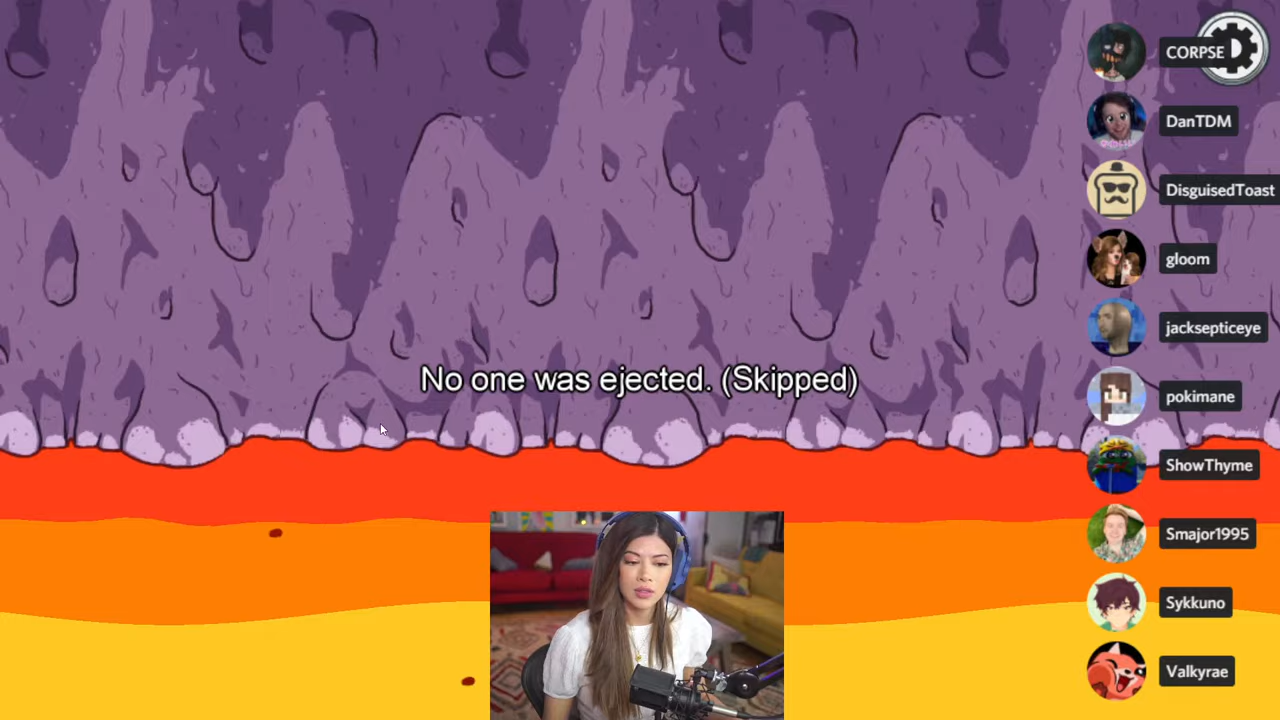 CORPSE
DanTDM
DisguisedToast
gloom
jacksepticeye
No one was ejected. (Skipped)
pokimane
ShowThyme
Smajor1995
Sykkuno
Valkyrae